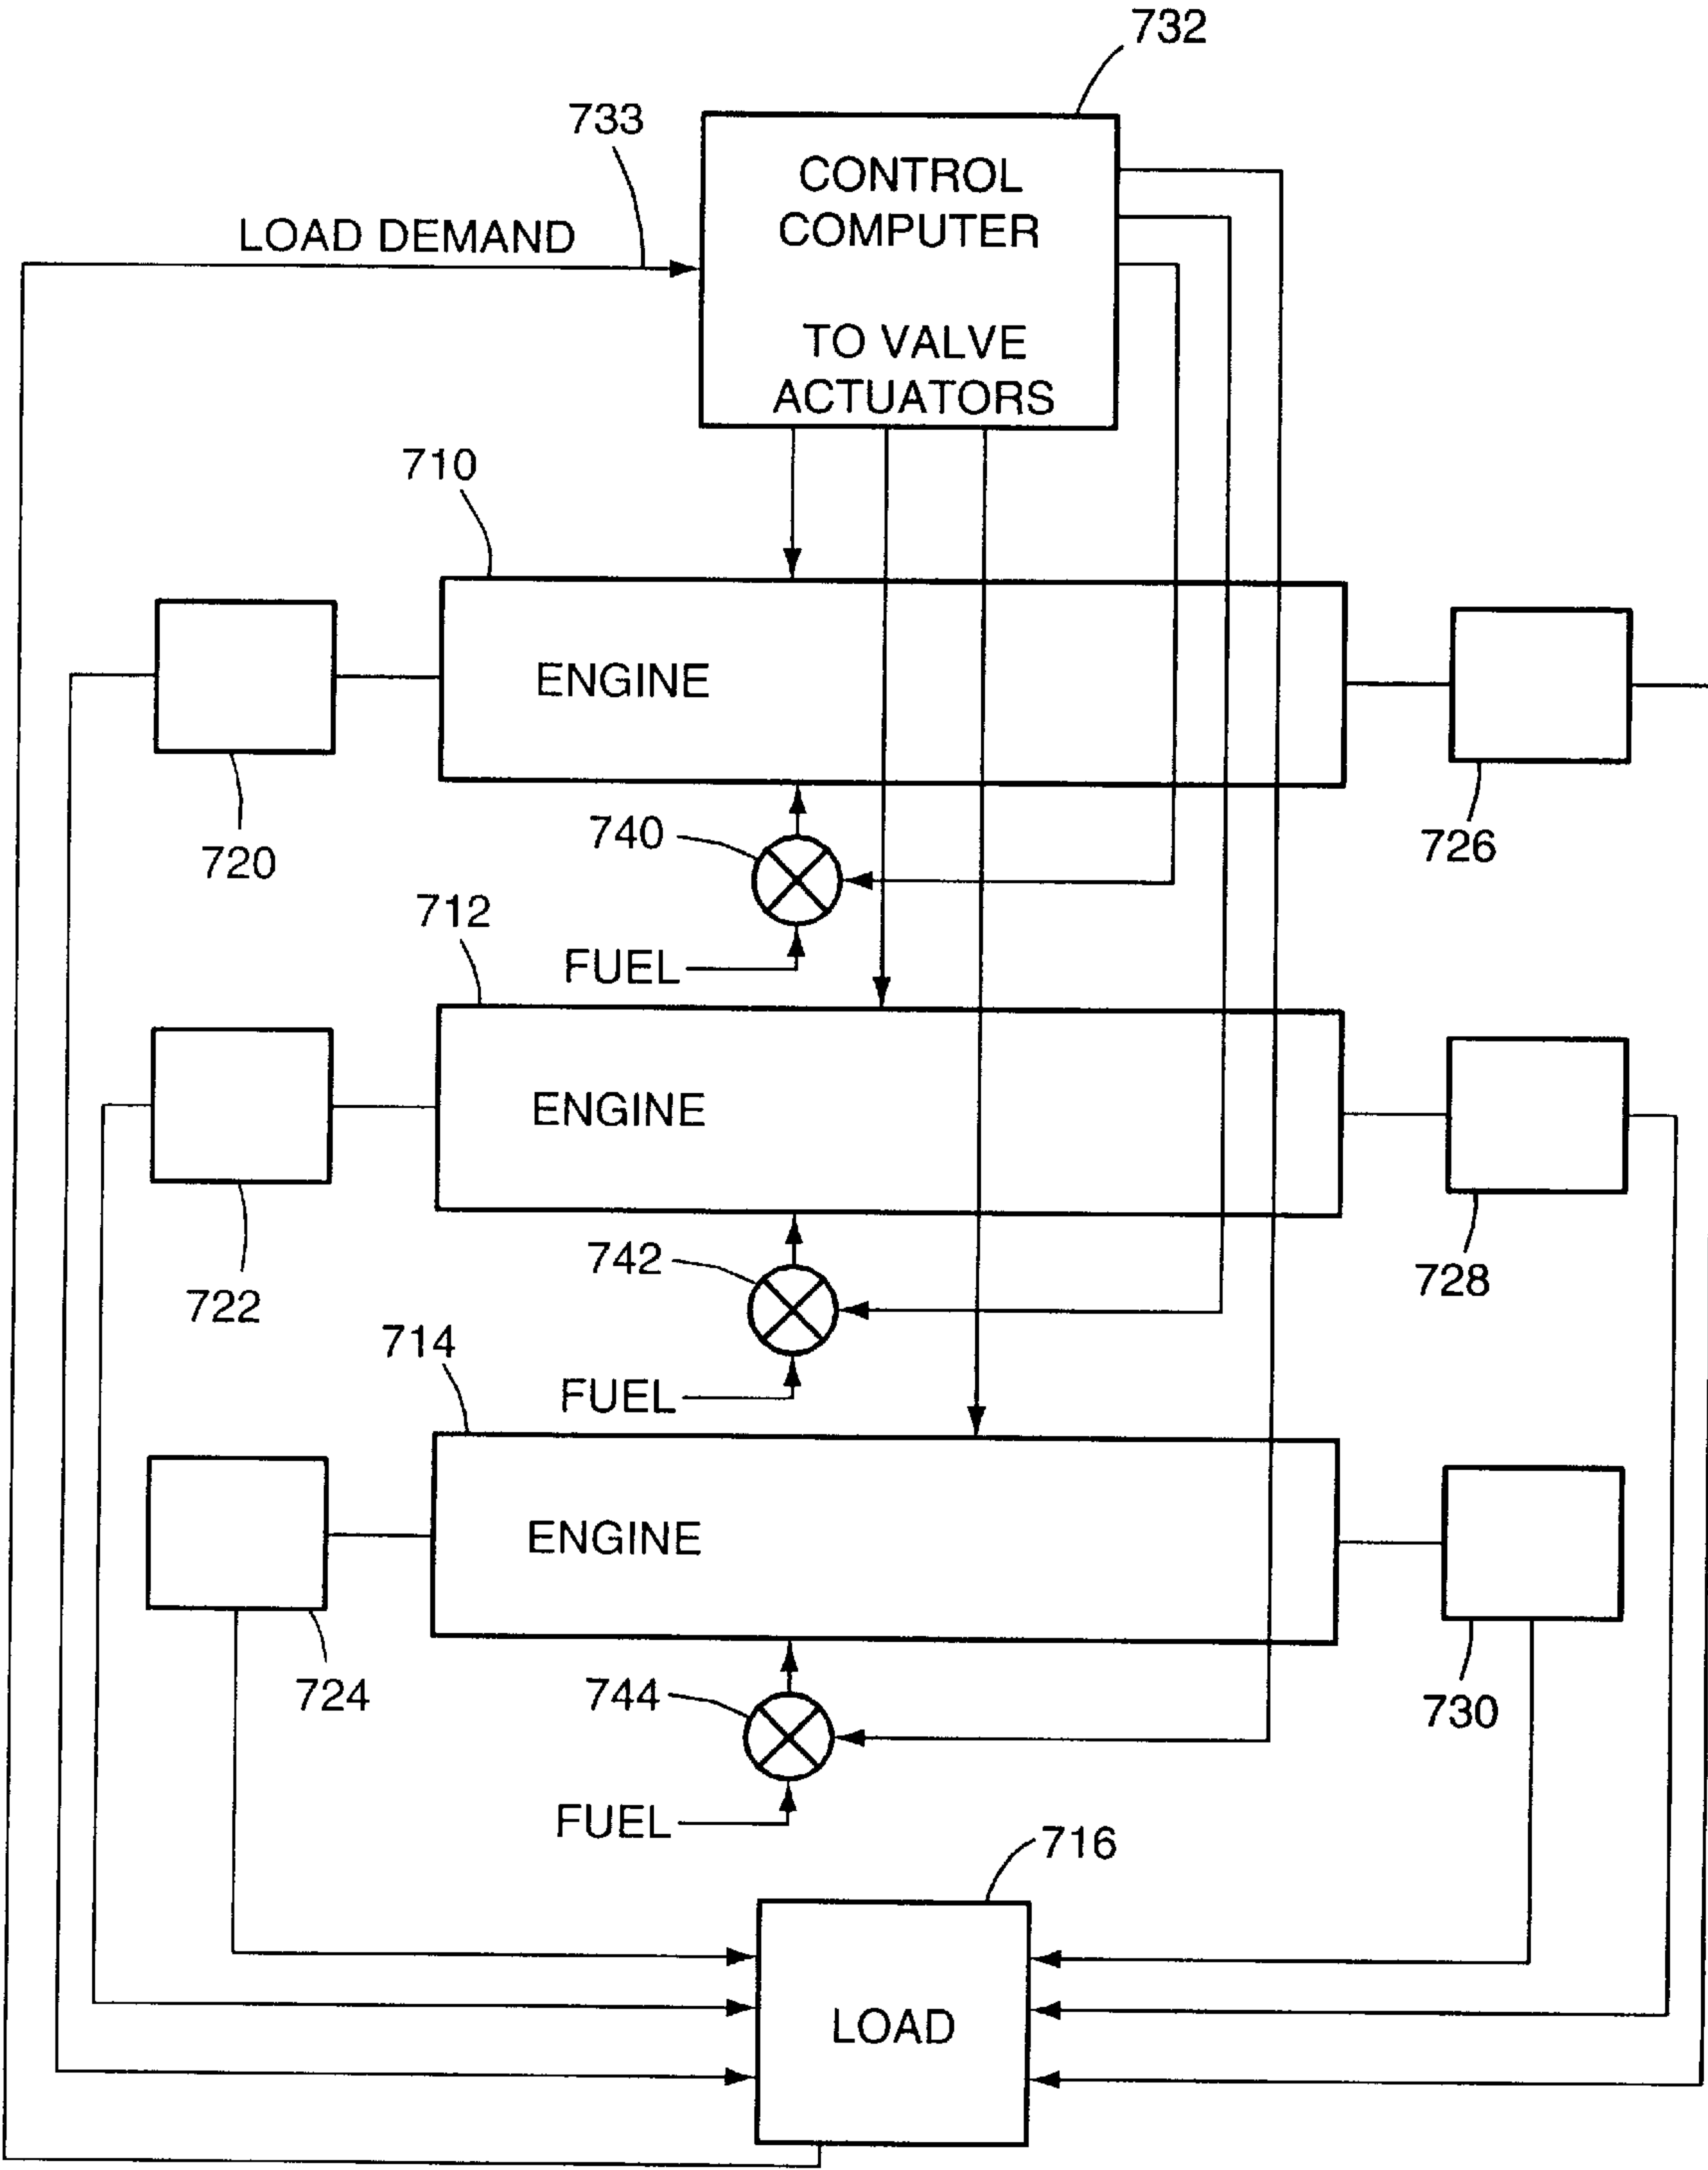 732
733
CONTROL
COMPUTER
LOAD DEMAND
TO VALVE
ACTUATORS
710
ENGINE
720
740
726
712
FUEL
ENGINE
722
742
728
714
FUEL
ENGINE
724
744
730
FUEL
716
LOAD